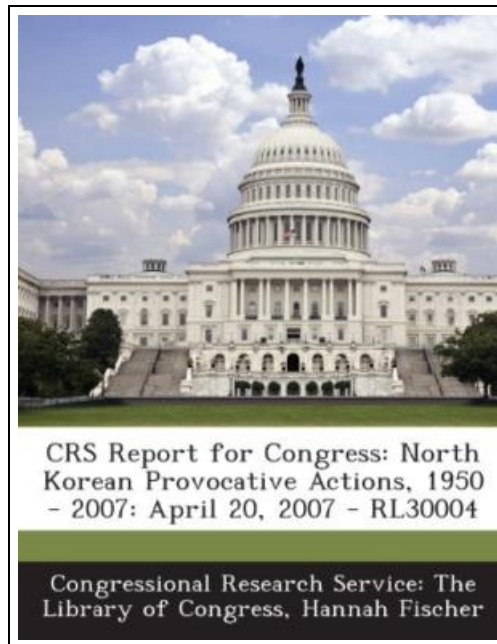 CRS Report for Congress: North
Korean Provocative Actions, 1950
- 2007: April 20, 2007 - RL30004
Congressional Research Service: The
Library of Congress, Hannah Fischer